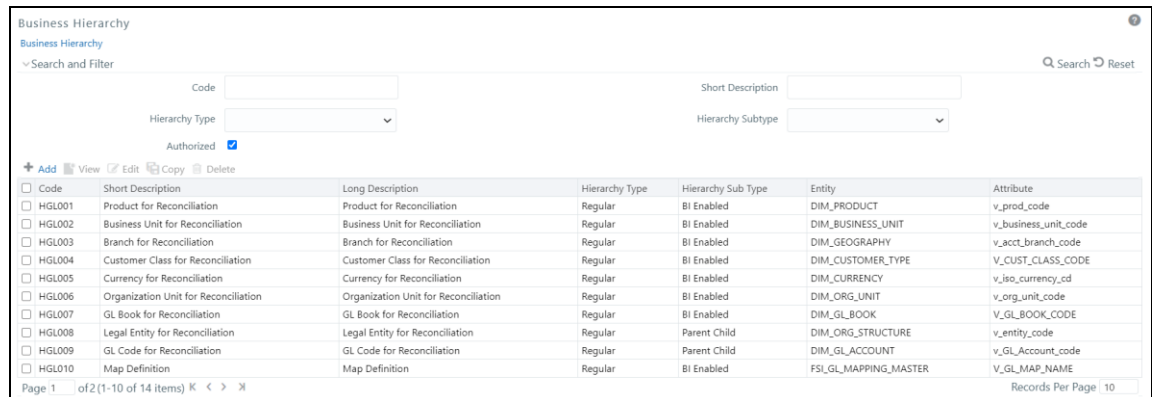 Business Hierarchy
Business Hierarchy
Search and Filter Search Reset
Code Short Description
Hierarchy Type Hierarchy Subtype
Authorized
Add View Edit Copy Delete
Code Short Description Long Description Hierarchy Type Hierarchy Sub Type Entity Attribute
HGL001 Product for Reconciliation Product for Reconciliation Regular BI Enabled DIM_PRODUCT v_prod_code
HGL002 Business Unit for Reconciliation Business Unit for Reconciliation Regular BI Enabled DIM_BUSINESS_UNIT v_business_unit_code
HGL003 Branch for Reconciliation Branch for Reconciliation Regular BI Enabled DIM_GEOGRAPHY v_acct_branch_code
HGL004 Customer Class for Reconciliation Customer Class for Reconciliation Regular BI Enabled DIM_CUSTOMER_TYPE V_CUST_CLASS_CODE
HGL005 Currency for Reconciliation Currency for Reconciliation Regular BI Enabled DIM_CURRENCY v_iso_currency_cd
HGL006 Organization Unit for Reconciliation Organization Unit for Reconciliation Regular BI Enabled DIM_ORG_UNIT v_org_unit_code
HGL007 GL Book for Reconciliation GL Book for Reconciliation Regular BI Enabled DIM_GL_BOOK V_GL_BOOK_CODE
HGL008 Legal Entity for Reconciliation Legal Entity for Reconciliation Regular Parent Child DIM_ORG_STRUCTURE v_entity_code
HGL009 GL Code for Reconciliation GL Code for Reconciliation Regular Parent Child DIM_GL_ACCOUNT v_GL_Account_code
HGL010 Map Definition Map Definition Regular BI Enabled FSI_GL_MAPPING_MASTER V_GL_MAP_NAME
Page 1 of 2 (1-10 of 14 items) Records Per Page 10